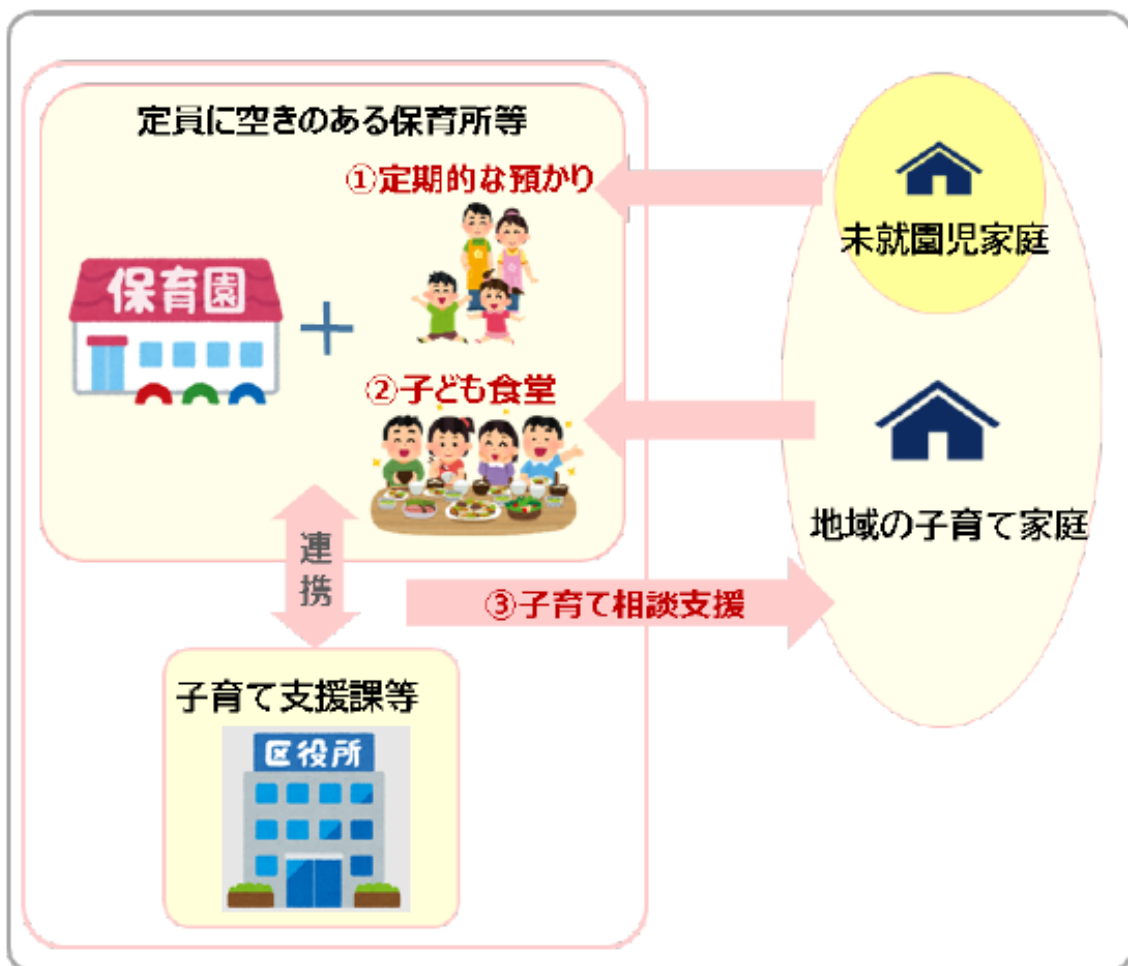 定員に空きのある保育所等
①定期的な預かり
保育園
②子ども食堂
連携
③子育て相談支援
子育て支援課等
区役所
未就園児家庭
地域の子育て家庭